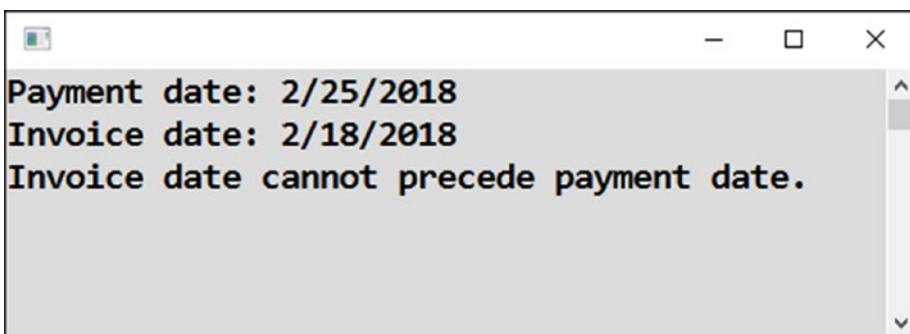 Payment date: 2/25/2018
Invoice date: 2/18/2018
Invoice date cannot precede payment date.